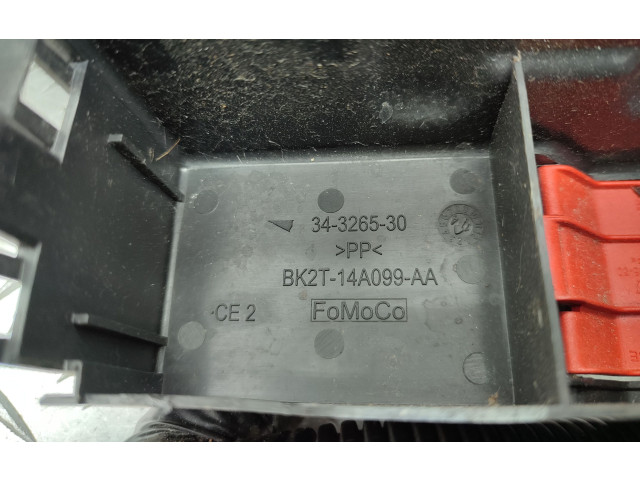 34-3265-30
>PP<
BK2T-14A099-AA
CE 2
FoMoCo